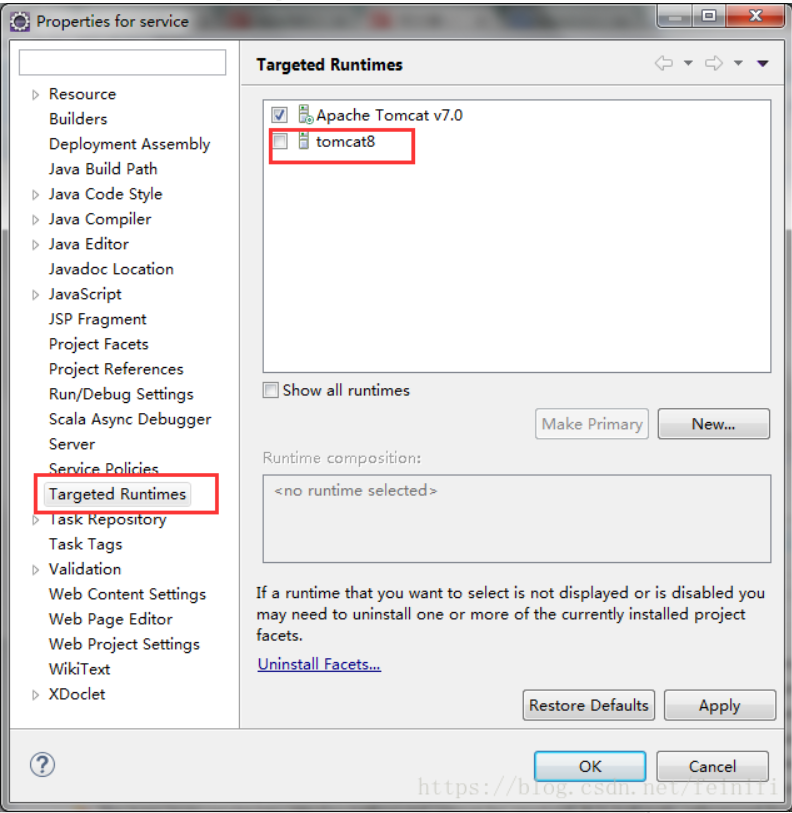 Properties for service
Targeted Runtimes
Resource
Builders
Deployment Assembly
Java Build Path
Java Code Style
Java Compiler
Java Editor
Javadoc Location
JavaScript
JSP Fragment
Project Facets
Project References
Run/Debug Settings
Scala Async Debugger
Server
Service Policies
Targeted Runtimes
Task Repository
Task Tags
Validation
Web Content Settings
Web Page Editor
Web Project Settings
WikiText
XDoclet
Apache Tomcat v7.0
tomcat8
Show all runtimes
Make Primary
New...
Runtime composition:
<no runtime selected>
If a runtime that you want to select is not displayed or is disabled you
may need to uninstall one or more of the currently installed project
facets.
Uninstall Facets...
Restore Defaults
Apply
?
OK
Cancel
https://blog.csdn.net/feinifi